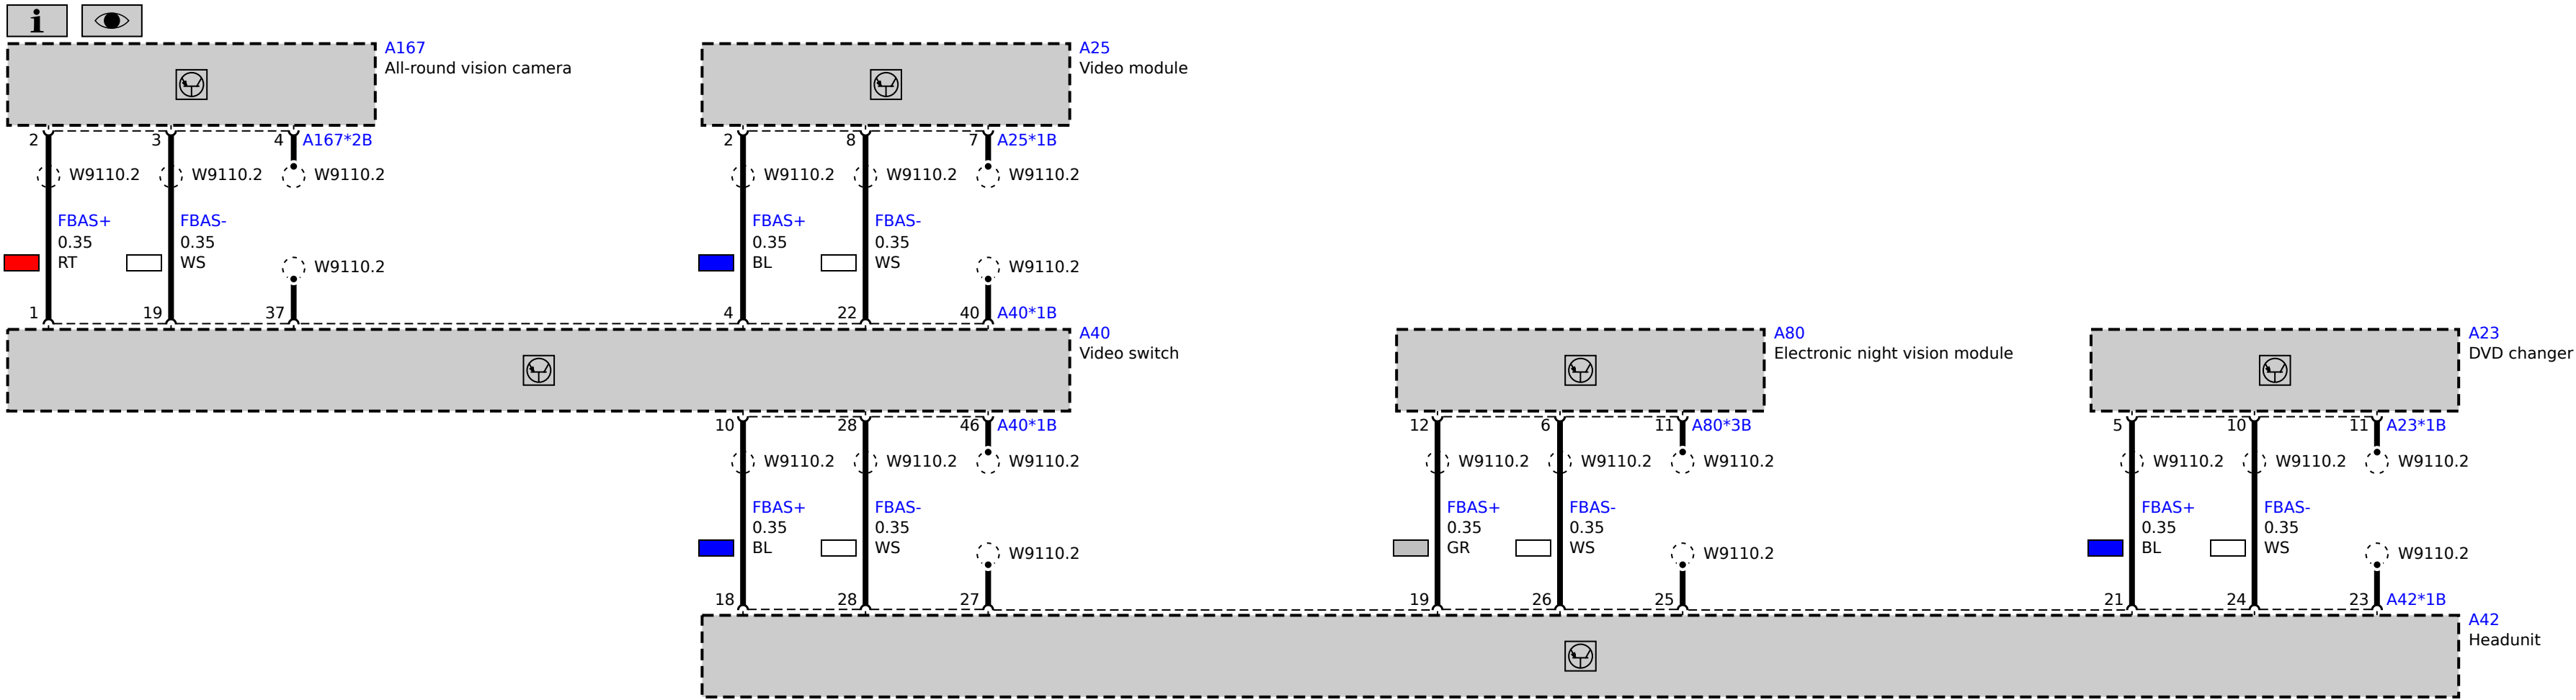 i
A167
All-round vision camera
A25
Video module
2 3 4 A167*2B
2 8 7 A25*1B
W9110.2 W9110.2 W9110.2
W9110.2 W9110.2 W9110.2
FBAS+ FBAS-
FBAS+ FBAS-
0.35 0.35
0.35 0.35
RT WS W9110.2
BL WS W9110.2
1 19 37
4 22 40 A40*1B
A40
Video switch
A80
Electronic night vision module
A23
DVD changer
10 28 46 A40*1B
12 6 11 A80*3B
5 10 11 A23*1B
W9110.2 W9110.2 W9110.2
W9110.2 W9110.2 W9110.2
W9110.2 W9110.2 W9110.2
FBAS+ FBAS-
FBAS+ FBAS-
FBAS+ FBAS-
0.35 0.35
0.35 0.35
0.35 0.35
BL WS W9110.2
GR WS W9110.2
BL WS W9110.2
18 28 27
19 26 25
21 24 23 A42*1B
A42
Headunit